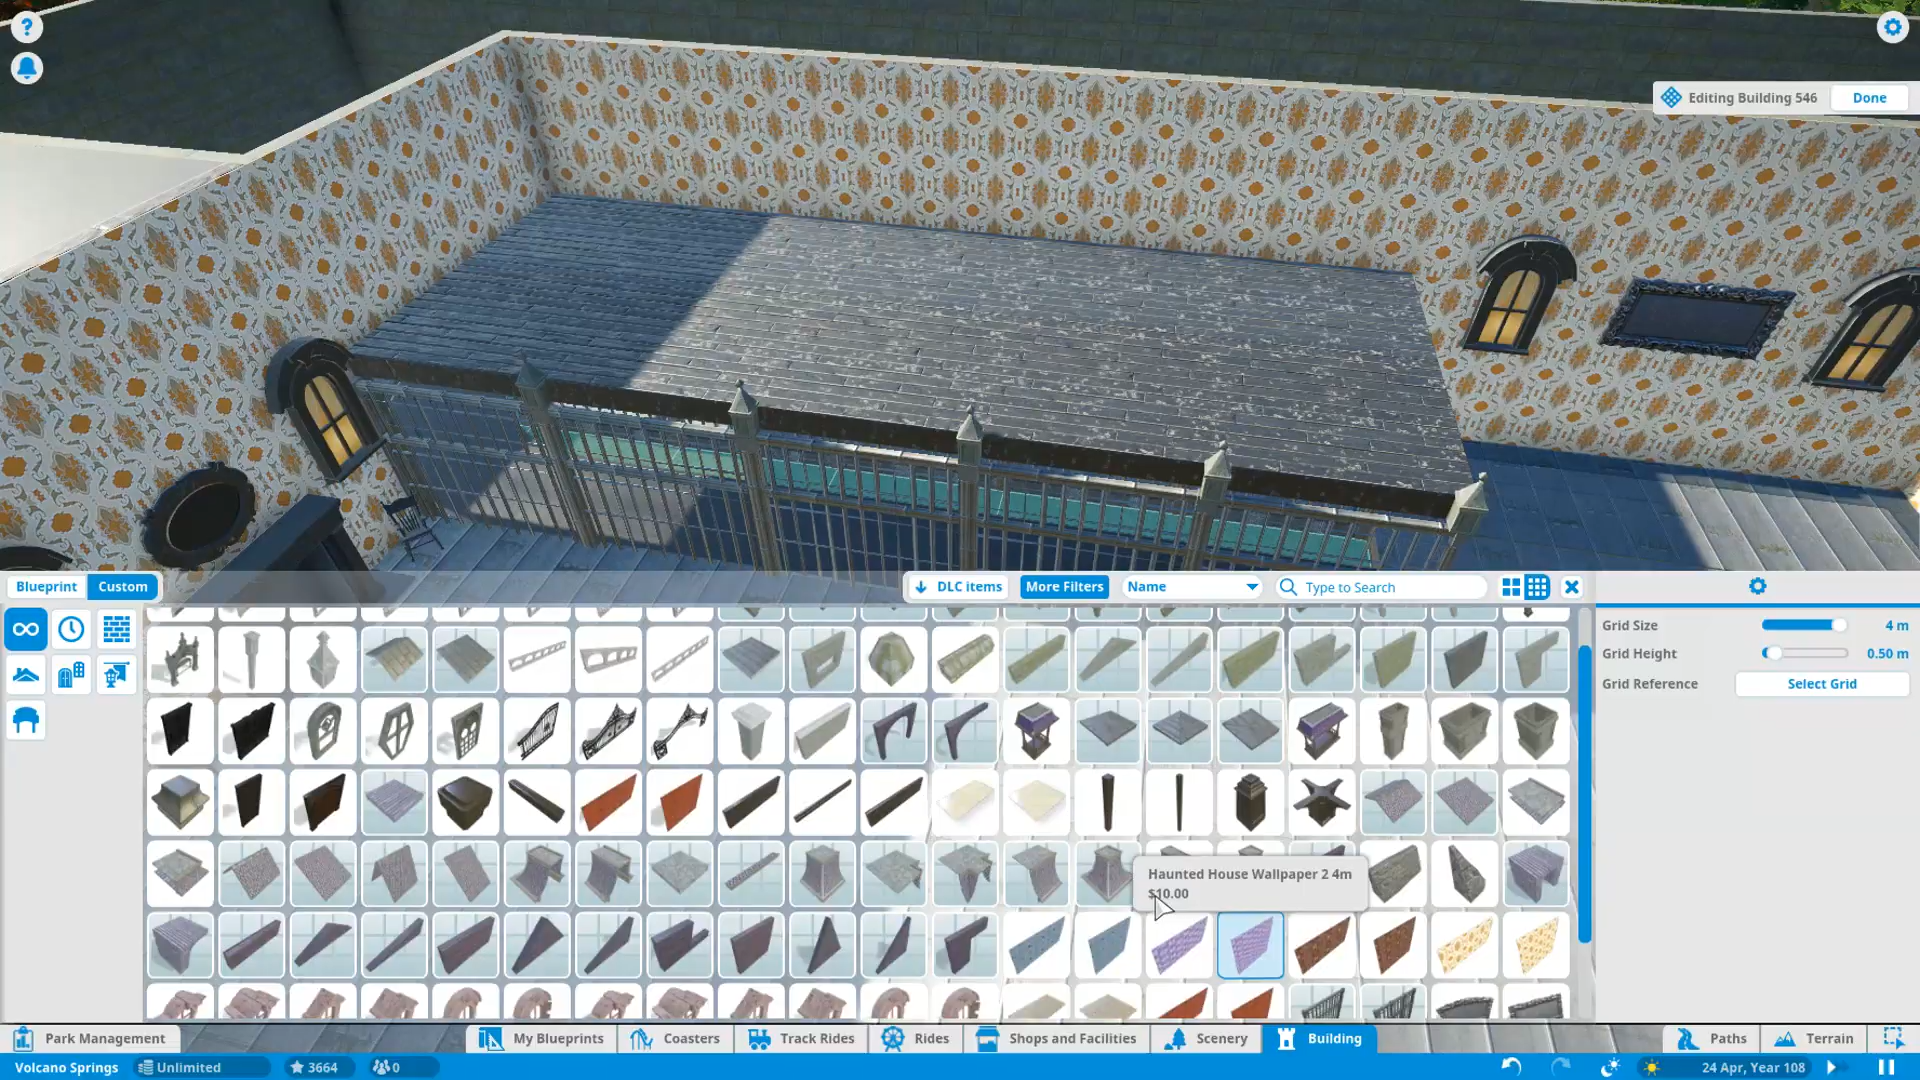 ?
Editing Building 546
Done
Blueprint
Custom
DLC items
More Filters
Name
Type to Search
Grid Size
4 m
Grid Height
0.50 m
Grid Reference
Select Grid
Haunted House Wallpaper 2 4m
$10.00
Park Management
My Blueprints
Coasters
Track Rides
Rides
Shops and Facilities
Scenery
Building
Paths
Terrain
Volcano Springs
Unlimited
3664
0
24 Apr, Year 108